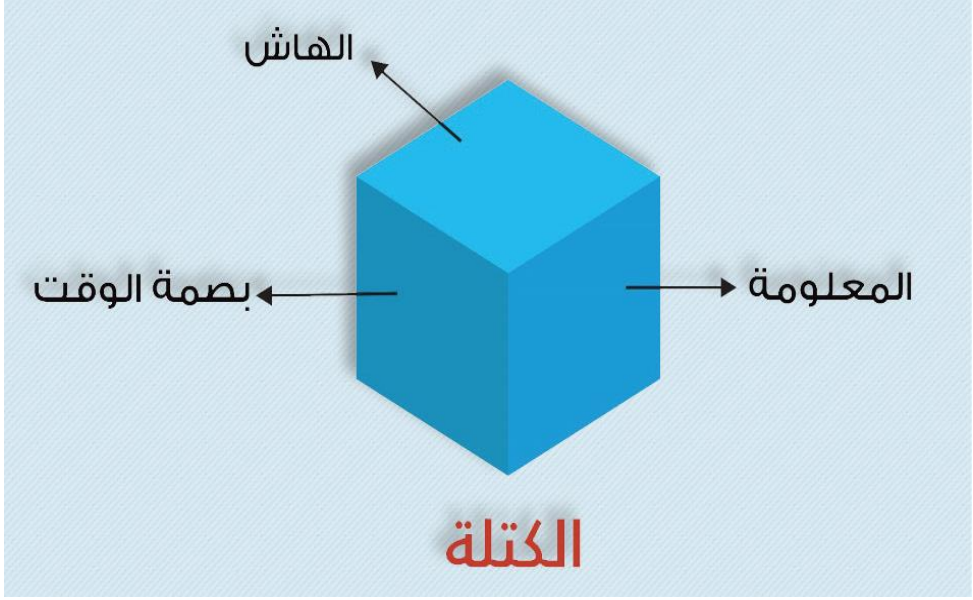 الهاش
المعلومة
بصمة الوقت
الكتلة